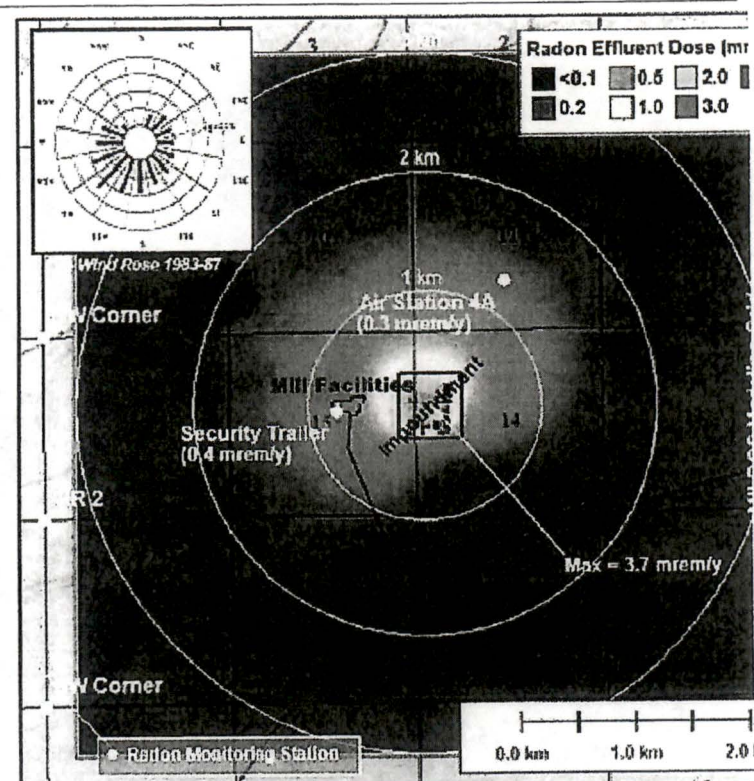 Radon Effluent Dose (mr
<0.1 0.5 2.0
0.2 1.0 3.0
3
2
2 km
Wind Rose 1983-87
1 km
Air Station 4A
(0.3 mrem/y)
W Corner
Mill Facilities
Impoundment
14
Security Trailer
(0.4 mrem/y)
R 2
Max = 3.7 mrem/y
W Corner
Radon Monitoring Station
0.0 km 1.0 km 2.0